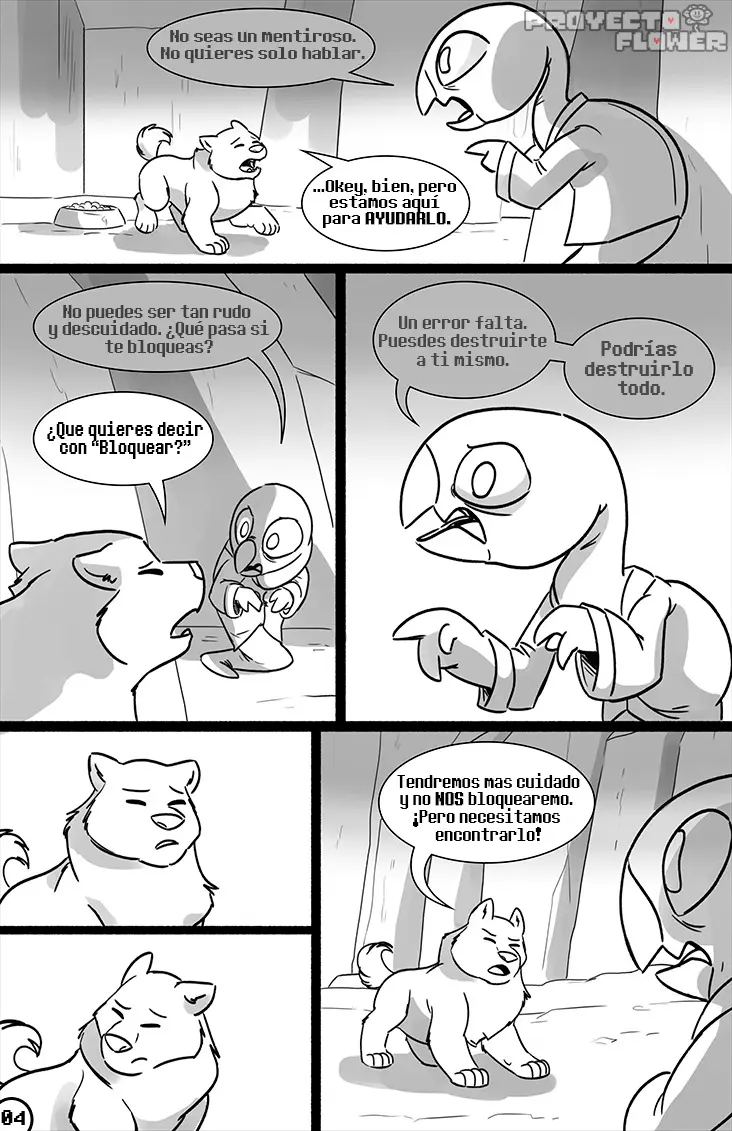 PROYECTO
FLOWER
No seas un mentiroso.
No quieres solo hablar.
...Okey, bien, pero
estamos aquí
para AYUDARLO.
No puedes ser tan rudo
y descuidado. ¿Qué pasa si
te bloqueas?
¿Que quieres decir
con "Bloquear?"
Un error falta.
Puesdes destruirte
a ti mismo.
Podrías
destruirlo
todo.
Tendremos mas cuidado
y no NOS bloquearemo.
¡Pero necesitamos
encontrarlo!
04